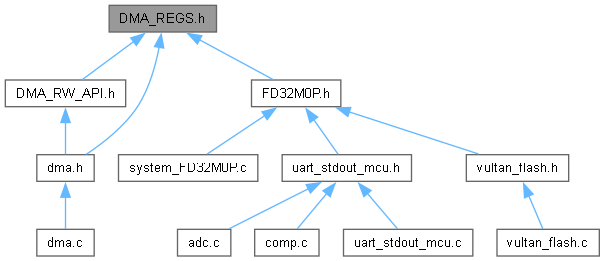 DMA_REGS.h
DMA_RW_API.h
FD32M0P.h
dma.h
system_FD32M0P.c
uart_stdout_mcu.h
vultan_flash.h
dma.c
adc.c
comp.c
uart_stdout_mcu.c
vultan_flash.c